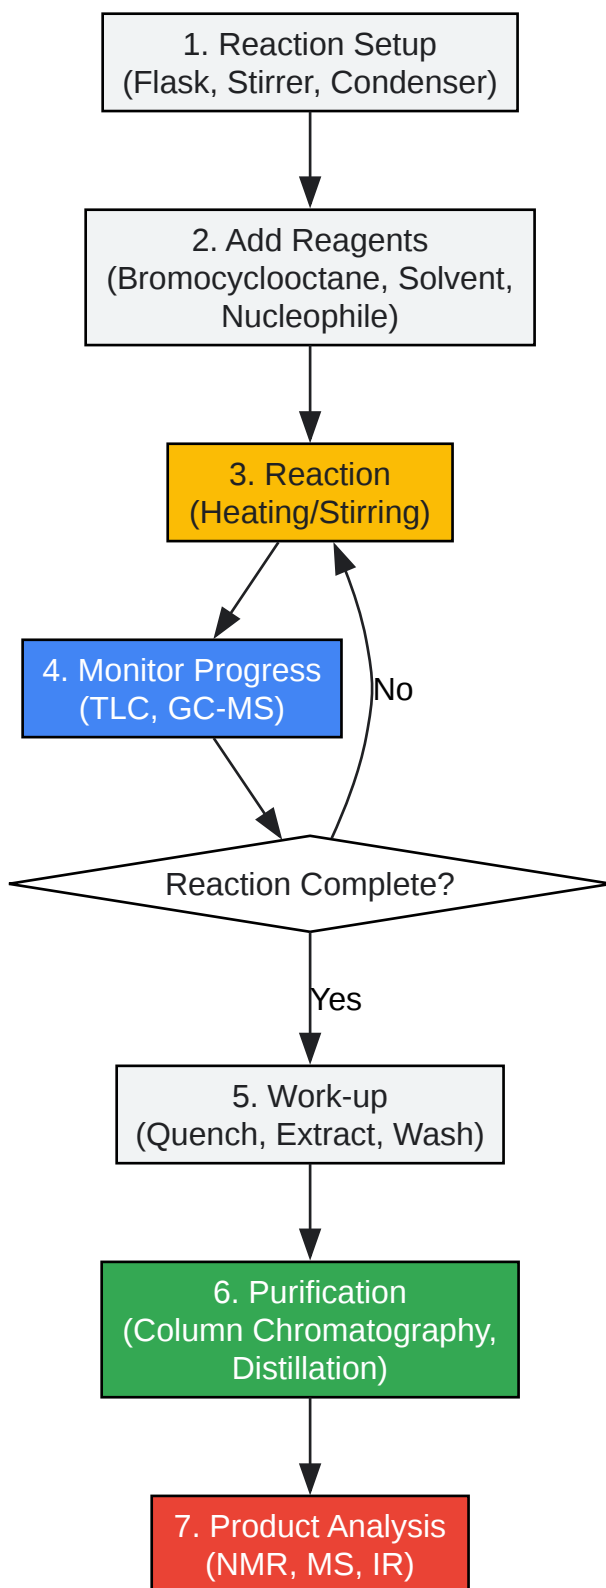 1. Reaction Setup
(Flask, Stirrer, Condenser)
2. Add Reagents
(Bromocyclooctane, Solvent,
Nucleophile)
3. Reaction
(Heating/Stirring)
4. Monitor Progress
(TLC, GC-MS)
No
Reaction Complete?
Yes
5. Work-up
(Quench, Extract, Wash)
6. Purification
(Column Chromatography,
Distillation)
7. Product Analysis
(NMR, MS, IR)